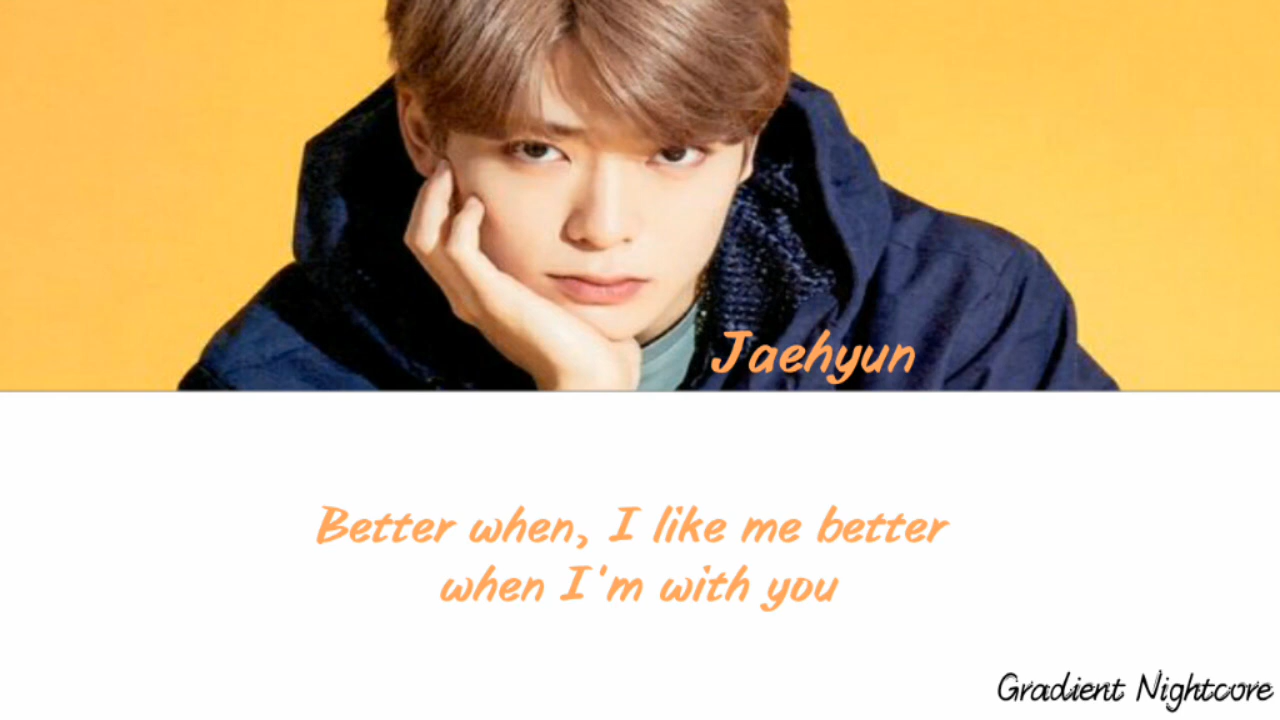 Jaehyun
Better when, I like me better
when I'm with you
Gradient Nightcore